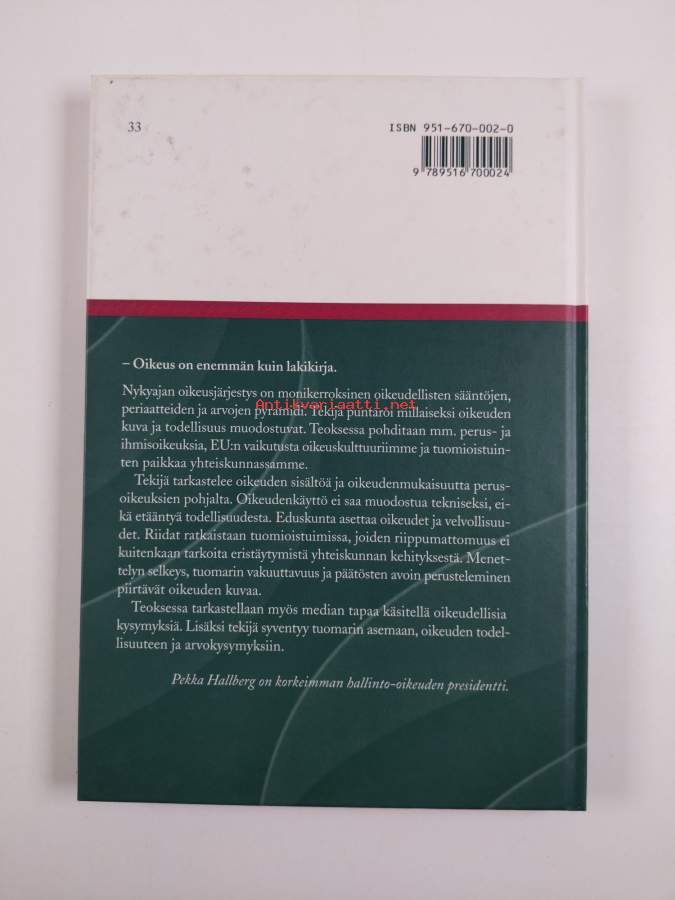 33
ISBN 951-670-002-0
9 789516 700024
– Oikeus on enemmän kuin lakikirja.
Nykyajan oikeusjärjestys on monikerroksinen oikeudellisten sääntöjen,
periaatteiden ja arvojen pyramidi. Tekijä puntaroi millaiseksi oikeuden
Antikvariaatti.net
kuva ja todellisuus muodostuvat. Teoksessa pohditaan mm. perus- ja
ihmisoikeuksia, EU:n vaikutusta oikeuskulttuuriimme ja tuomioistuin-
ten paikkaa yhteiskunnassamme.
Tekijä tarkastelee oikeuden sisältöä ja oikeudenmukaisuutta perus-
oikeuksien pohjalta. Oikeudenkäyttö ei saa muodostua tekniseksi, ei-
kä etääntyä todellisuudesta. Eduskunta asettaa oikeudet ja velvollisuu-
det. Riidat ratkaistaan tuomioistuimissa, joiden riippumattomuus ei
kuitenkaan tarkoita eristäytymistä yhteiskunnan kehityksestä. Menet-
telyn selkeys, tuomarin vakuuttavuus ja päätösten avoin perusteleminen
piirtävät oikeuden kuvaa.
Teoksessa tarkastellaan myös median tapaa käsitellä oikeudellisia
kysymyksiä. Lisäksi tekijä syventyy tuomarin asemaan, oikeuden todel-
lisuuteen ja arvokysymyksiin.
Pekka Hallberg on korkeimman hallinto-oikeuden presidentti.